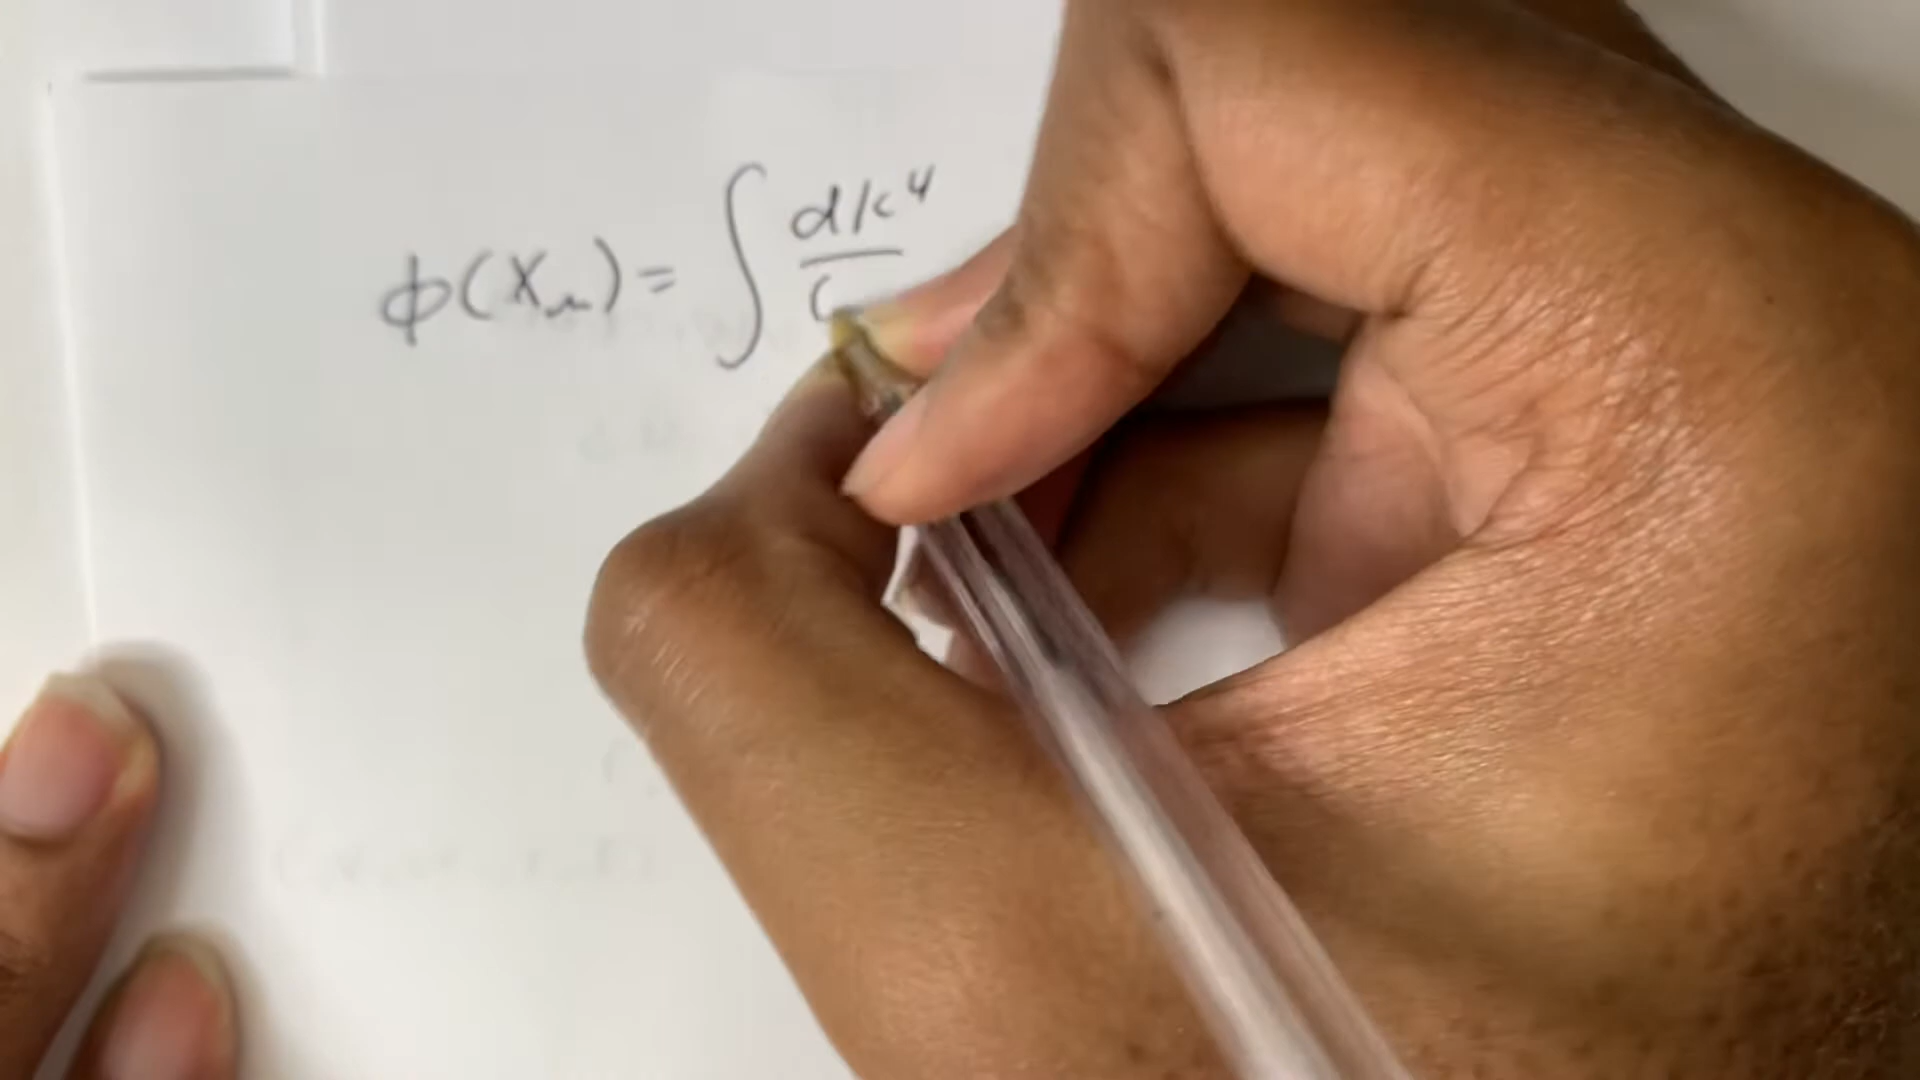 ϕ(Xμ) = ∫ dk⁴ / (